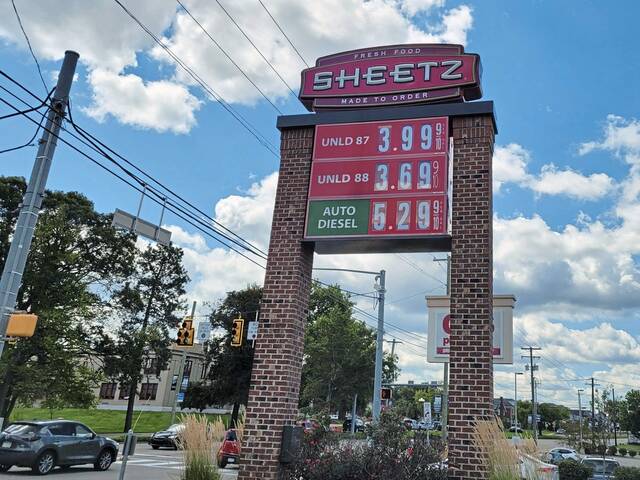 FRESH FOOD
SHEETZ
MADE TO ORDER
UNLD 87 3.99 9/10
UNLD 88 3.69 9/10
AUTO DIESEL 5.29 9/10